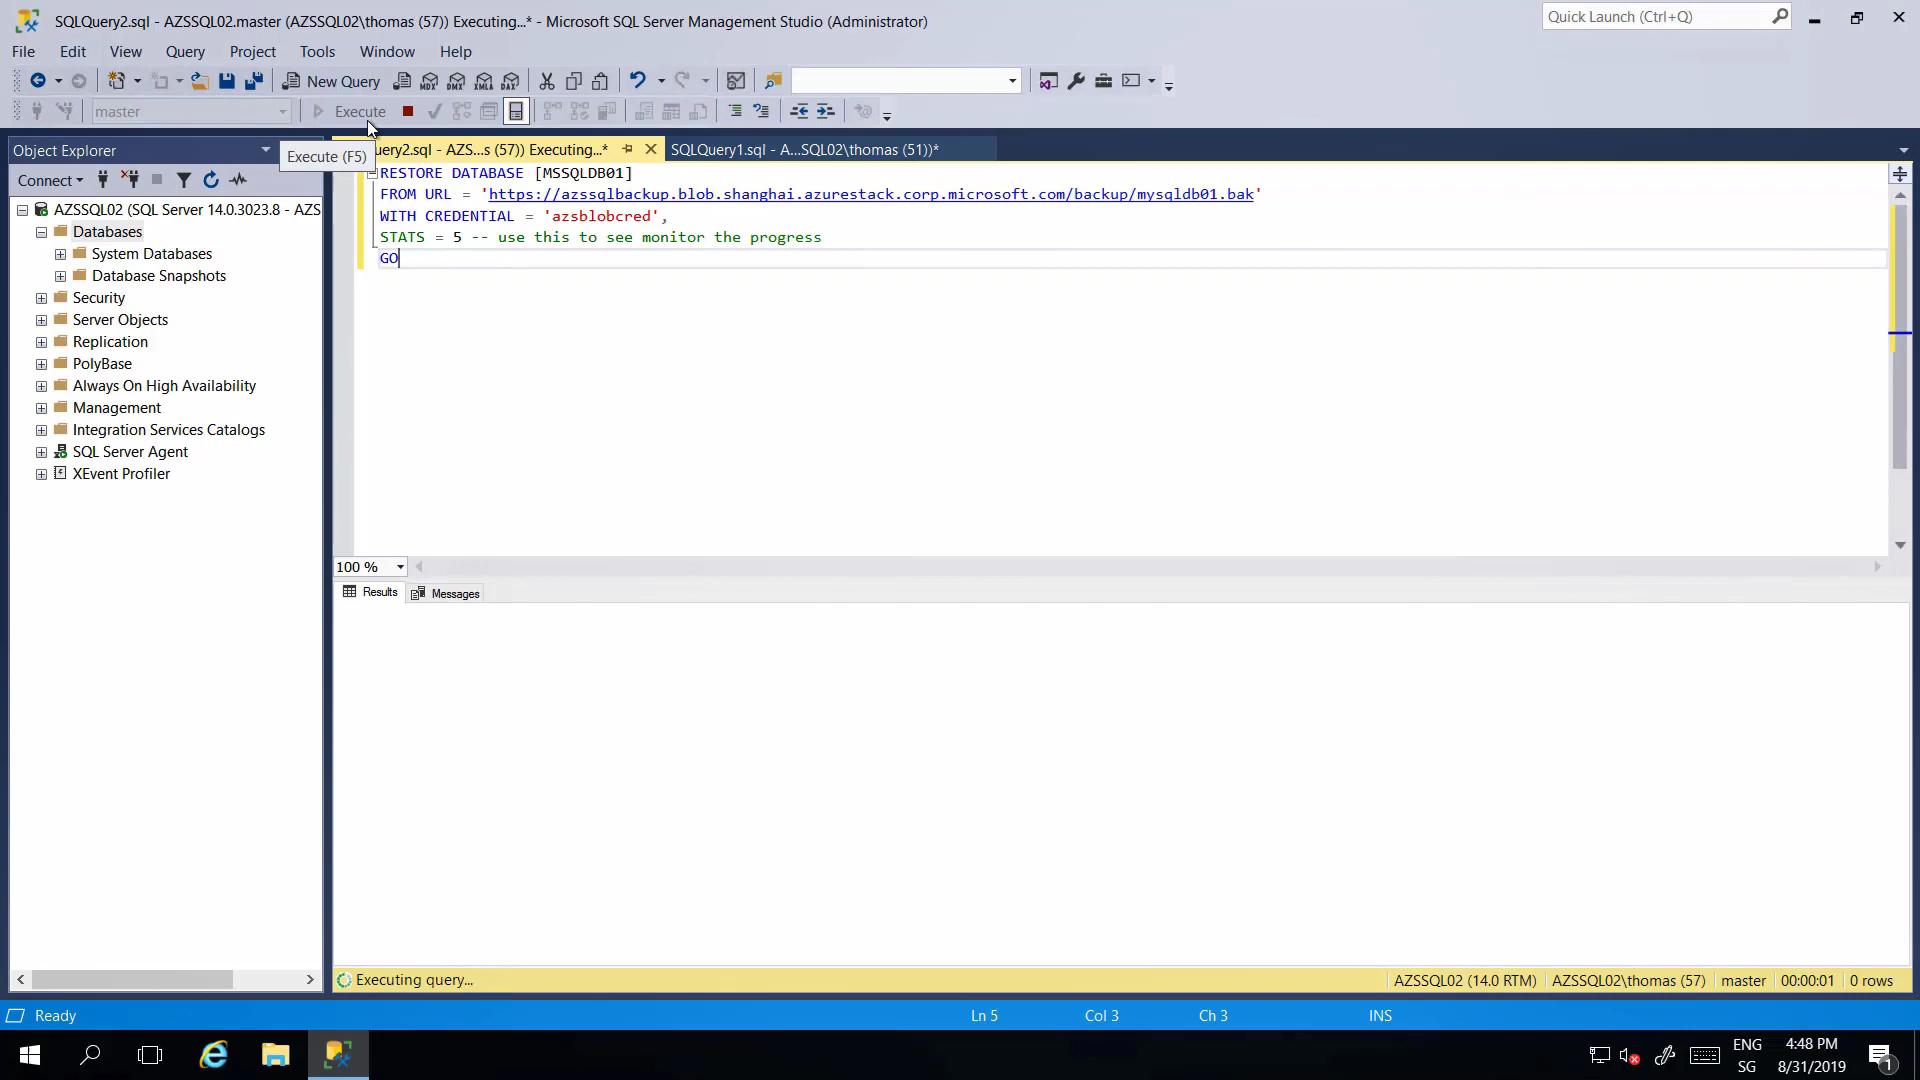 SQLQuery2.sql - AZSSQL02.master (AZSSQL02\thomas (57)) Executing...* - Microsoft SQL Server Management Studio (Administrator)
Quick Launch (Ctrl+Q)
File Edit View Query Project Tools Window Help
New Query MDX DMX XMLA DAX
master Execute
Object Explorer
Execute (F5)
uery2.sql - AZS...s (57)) Executing...*
SQLQuery1.sql - A...SQL02\thomas (51))*
Connect
AZSSQL02 (SQL Server 14.0.3023.8 - AZS
Databases
System Databases
Database Snapshots
Security
Server Objects
Replication
PolyBase
Always On High Availability
Management
Integration Services Catalogs
SQL Server Agent
XEvent Profiler
RESTORE DATABASE [MSSQLDB01]
FROM URL = 'https://azssqlbackup.blob.shanghai.azurestack.corp.microsoft.com/backup/mysqldb01.bak'
WITH CREDENTIAL = 'azsblobcred',
STATS = 5 -- use this to see monitor the progress
GO
100 %
Results Messages
Executing query...
AZSSQL02 (14.0 RTM) AZSSQL02\thomas (57) master 00:00:01 0 rows
Ready Ln 5 Col 3 Ch 3 INS
ENG 4:48 PM
SG 8/31/2019 1